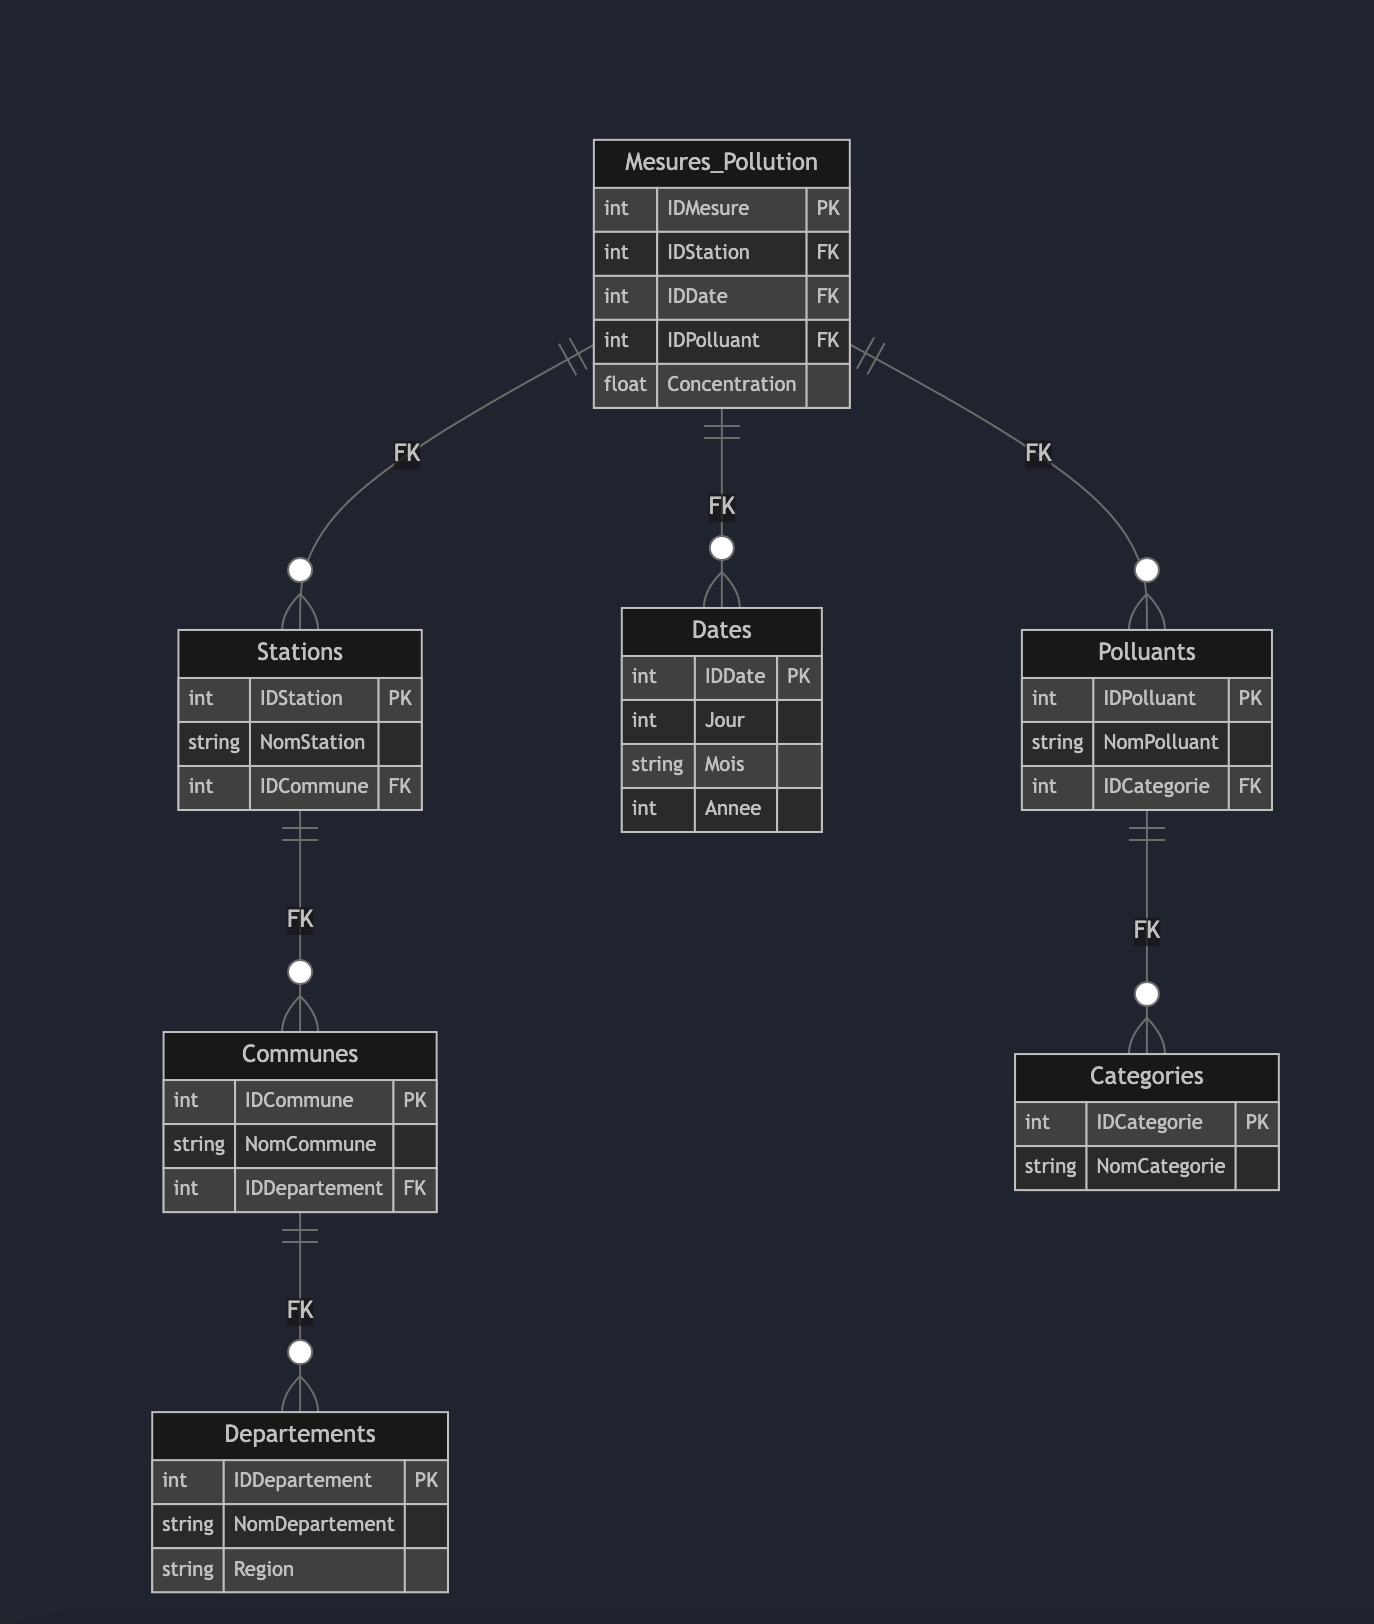 Mesures_Pollution
int IDMesure PK
int IDStation FK
int IDDate FK
int IDPolluant FK
float Concentration
FK
FK
FK
Stations
int IDStation PK
string NomStation
int IDCommune FK
Dates
int IDDate PK
int Jour
string Mois
int Annee
Polluants
int IDPolluant PK
string NomPolluant
int IDCategorie FK
FK
FK
Communes
int IDCommune PK
string NomCommune
int IDDepartement FK
Categories
int IDCategorie PK
string NomCategorie
FK
Departements
int IDDepartement PK
string NomDepartement
string Region